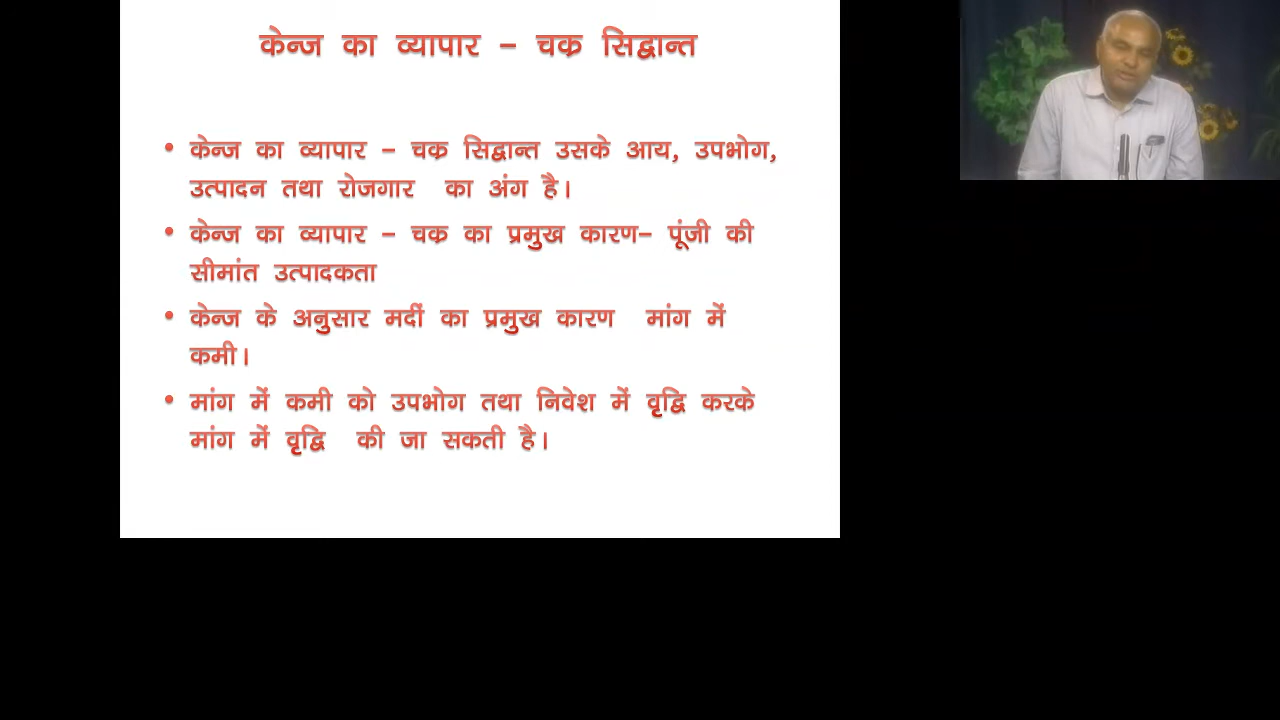 केन्ज का व्यापार – चक्र सिद्वान्त
• केन्ज का व्यापार – चक्र सिद्वान्त उसके आय, उपभोग,
उत्पादन तथा रोजगार का अंग है।
• केन्ज का व्यापार – चक्र का प्रमुख कारण– पूंजी की
सीमांत उत्पादकता
• केन्ज के अनुसार मदीं का प्रमुख कारण मांग में
कमी।
• मांग में कमी को उपभोग तथा निवेश में वृद्वि करके
मांग में वृद्वि की जा सकती है।